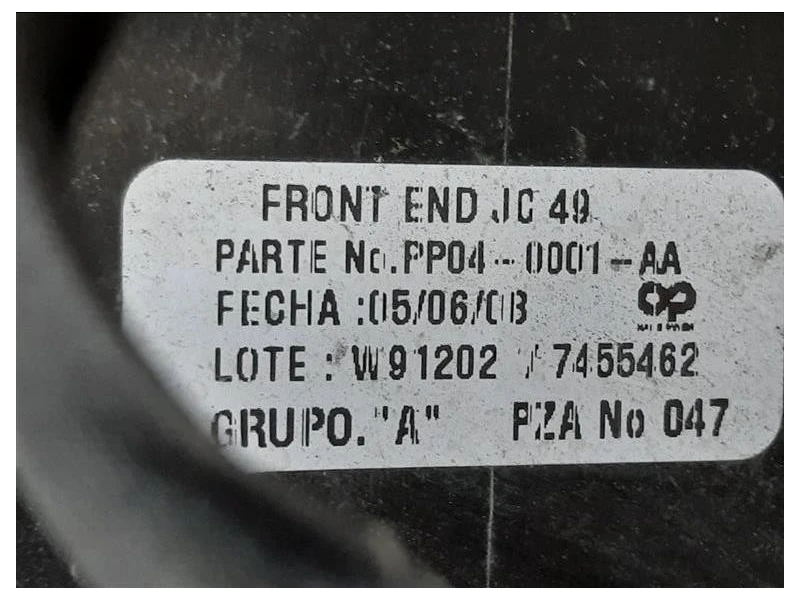 FRONT END JC 49
PARTE No. PP04-0001-AA
FECHA :05/06/08
LOTE : W91202 / 7455462
GRUPO. "A" PZA No 047